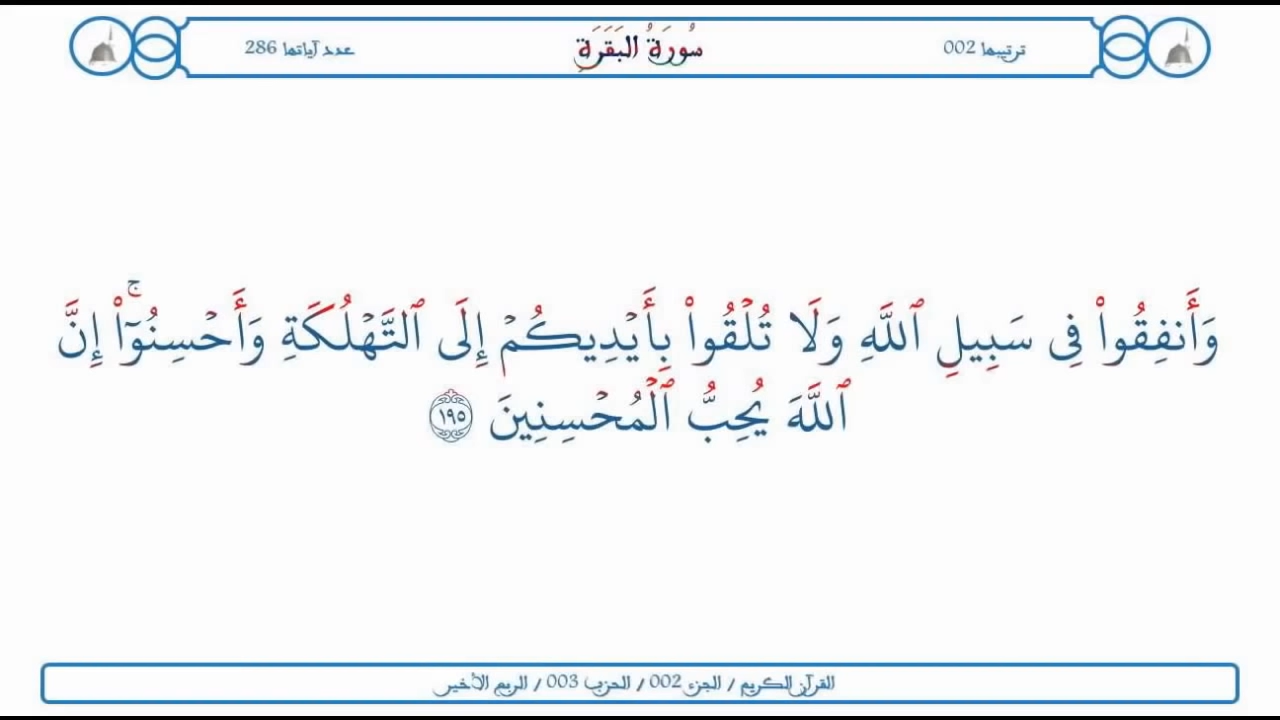 ترتيبها 002 سُورَةُ البَقَرَةِ عدد آياتها 286
وَأَنفِقُوا۟ فِى سَبِيلِ ٱللَّهِ وَلَا تُلْقُوا۟ بِأَيْدِيكُمْ إِلَى ٱلتَّهْلُكَةِ وَأَحْسِنُوٓا۟ ۚ إِنَّ
ٱللَّهَ يُحِبُّ ٱلْمُحْسِنِينَ ١٩٥
القرآن الكريم / الجزء 002 / الحزب 003 / الربع الأخير